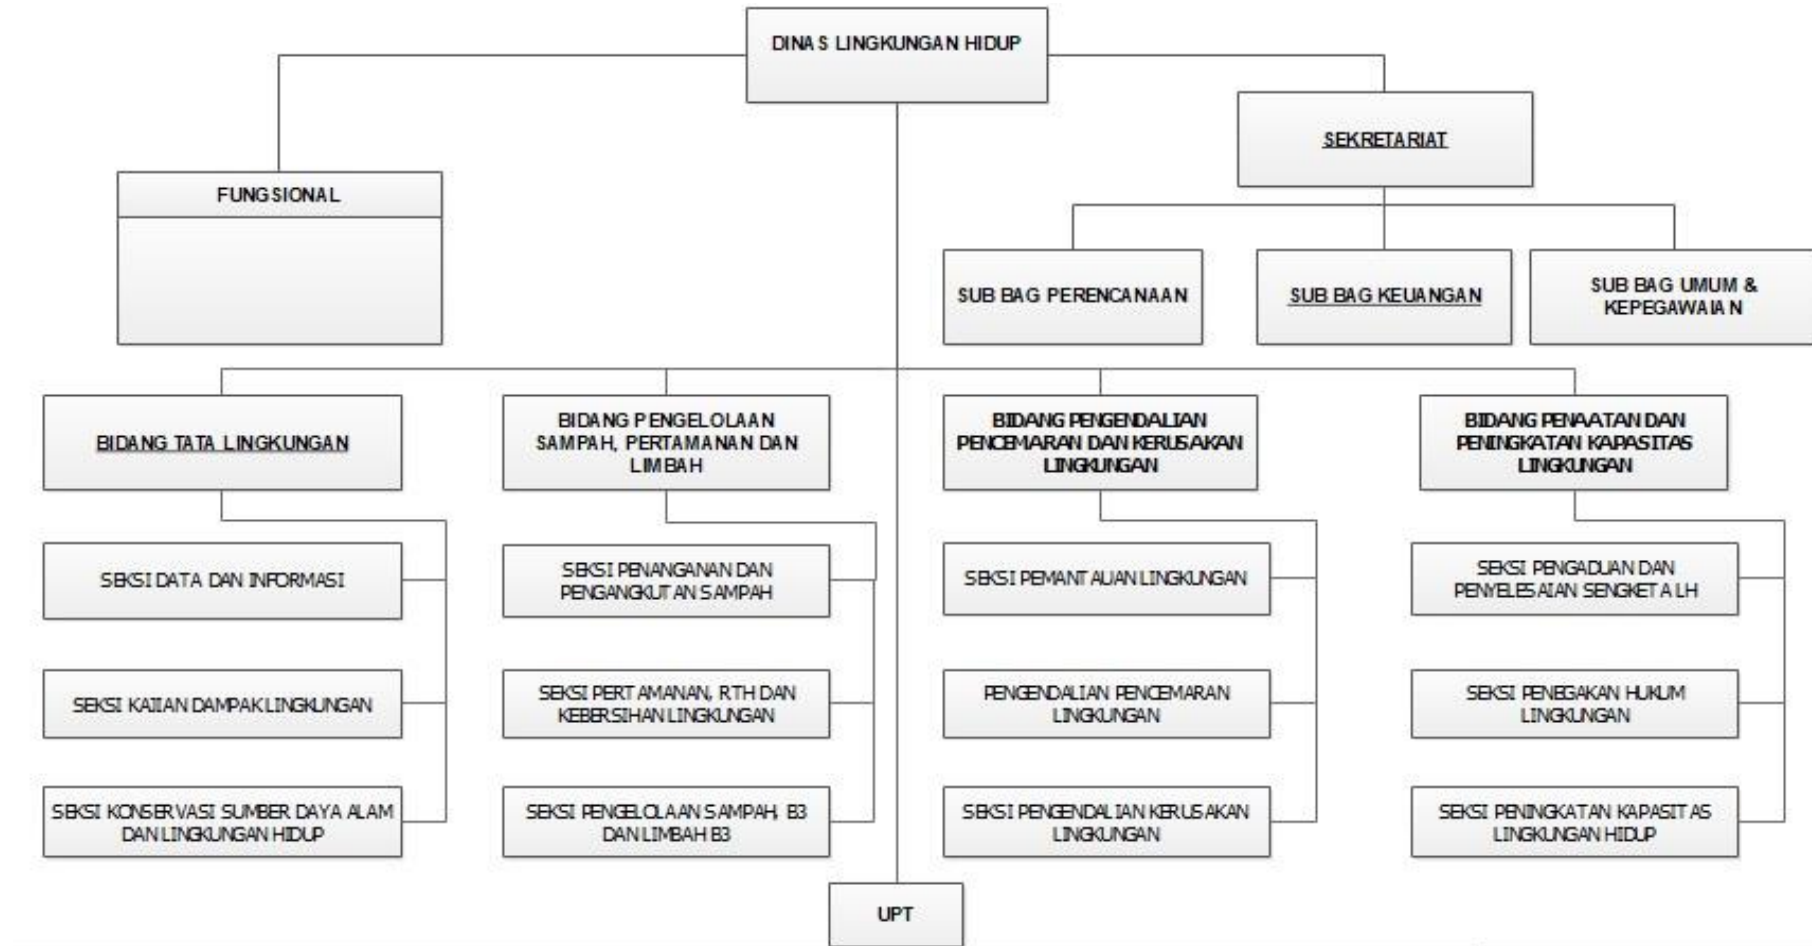 DINAS LINGKUNGAN HIDUP
SEKRETARIAT
FUNGSIONAL
SUB BAG PERENCANAAN
SUB BAG KEUANGAN
SUB BAG UMUM &
KEPEGAWAIAN
BIDANG TATA LINGKUNGAN
BIDANG PENGELOLAAN
SAMPAH, PERTAMANAN DAN
LIMBAH
BIDANG PENGENDALIAN
PENCEMARAN DAN KERUSAKAN
LINGKUNGAN
BIDANG PENAATAN DAN
PENINGKATAN KAPASITAS
LINGKUNGAN
SEKSI DATA DAN INFORMASI
SEKSI PENANGANAN DAN
PENGANGKUTAN SAMPAH
SEKSI PEMANTAUAN LINGKUNGAN
SEKSI PENGADUAN DAN
PENYELESAIAN SENGKETA LH
SEKSI KAIIAN DAMPAK LINGKUNGAN
SEKSI PERTAMANAN, RTH DAN
KEBERSIHAN LINGKUNGAN
PENGENDALIAN PENCEMARAN
LINGKUNGAN
SEKSI PENEGAKAN HUKUM
LINGKUNGAN
SEKSI KONSERVASI SUMBER DAYA ALAM
DAN LINGKUNGAN HIDUP
SEKSI PENGELOLAAN SAMPAH, B3
DAN LIMBAH B3
SEKSI PENGENDALIAN KERUSAKAN
LINGKUNGAN
SEKSI PENINGKATAN KAPASITAS
LINGKUNGAN HIDUP
UPT